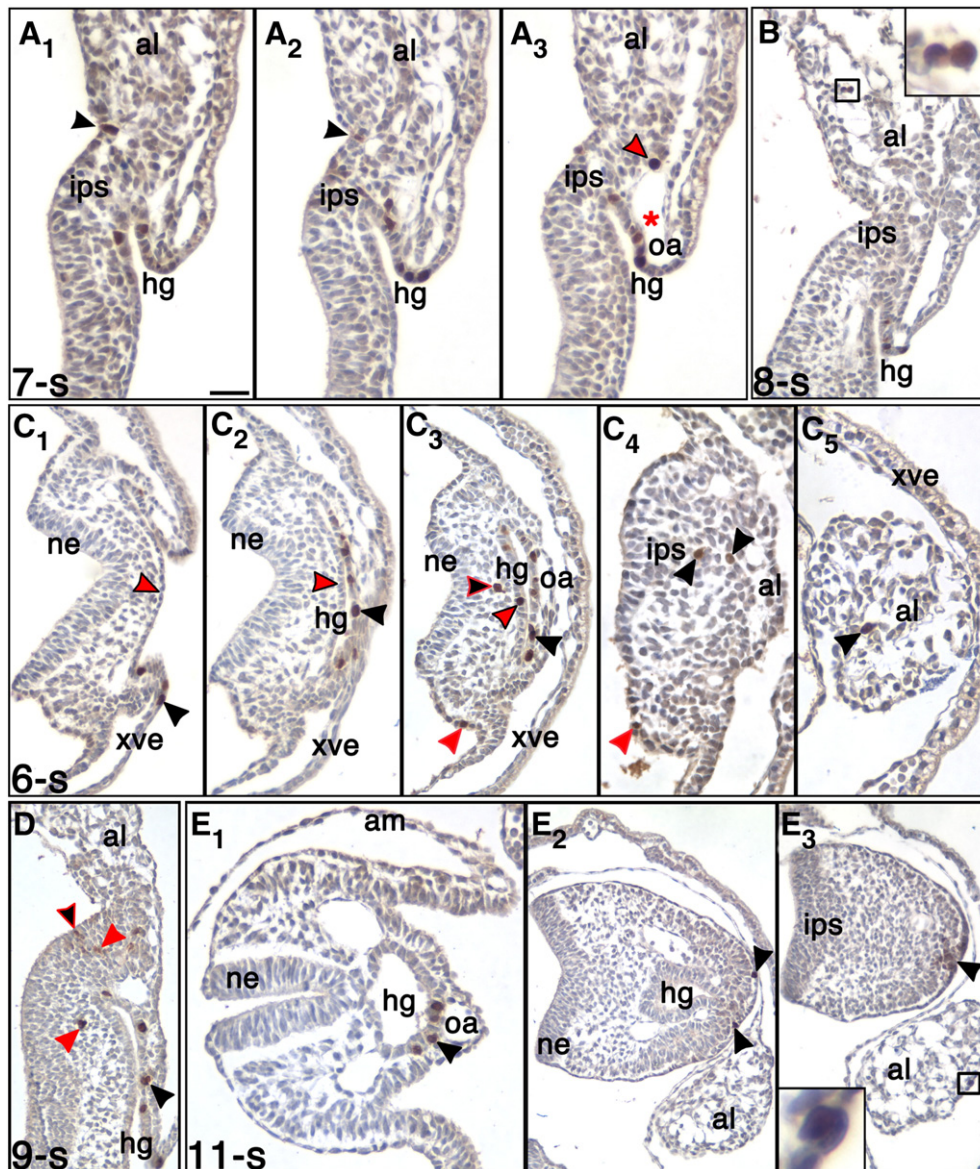 A1
al
ips
hg
7-s
A2
al
ips
hg
A3
al
ips
*
oa
hg
B
al
ips
hg
8-s
C1
ne
xve
6-s
C2
ne
hg
xve
C3
ne
hg
oa
xve
C4
ips
al
C5
xve
al
D
al
hg
9-s
E1
am
ne
hg
oa
11-s
E2
hg
ne
al
E3
ips
al